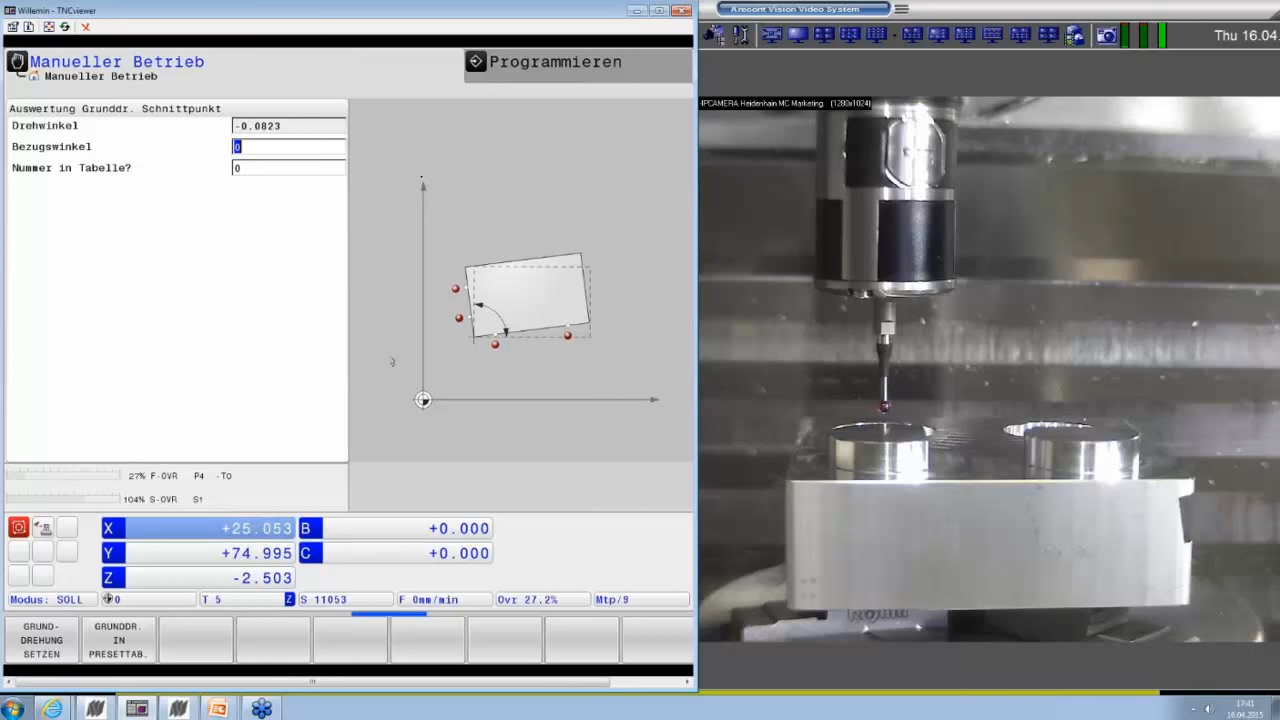 Willemin - TNCviewer
Arecont Vision Video System
Thu 16.04.
Manueller Betrieb
Manueller Betrieb
Programmieren
HPCAMERA Heidenhain MC Marketing (1280x1024)
Auswertung Grunddr. Schnittpunkt
Drehwinkel -0.0823
Bezugswinkel 0
Nummer in Tabelle? 0
27% F-OVR P4 -T0
104% S-OVR S1
X +25.053 B +0.000
Y +74.995 C +0.000
Z -2.503
Modus: SOLL 0 T 5 Z S 11053 F 0mm/min Ovr 27.2% Mtp/9
GRUND-
DREHUNG
SETZEN
GRUNDDR.
IN
PRESETTAB.
17:41
16.04.2015